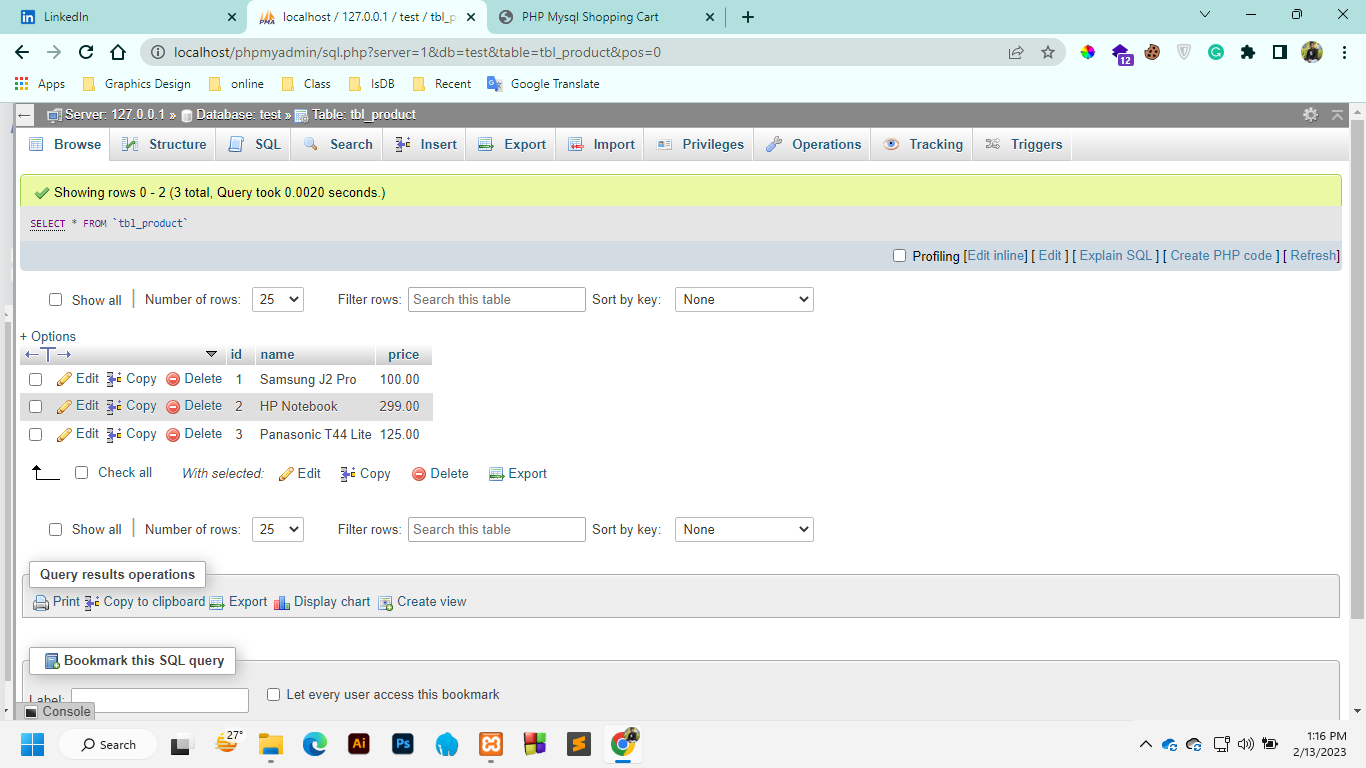 LinkedIn
localhost / 127.0.0.1 / test / tbl_p
PHP Mysql Shopping Cart
localhost/phpmyadmin/sql.php?server=1&db=test&table=tbl_product&pos=0
12
Apps Graphics Design online Class IsDB Recent Google Translate
Server: 127.0.0.1 » Database: test » Table: tbl_product
Browse Structure SQL Search Insert Export Import Privileges Operations Tracking Triggers
Showing rows 0 - 2 (3 total, Query took 0.0020 seconds.)
SELECT * FROM `tbl_product`
Profiling [Edit inline] [ Edit ] [ Explain SQL ] [ Create PHP code ] [ Refresh]
Show all Number of rows: 25 Filter rows: Search this table Sort by key: None
+ Options
id name price
Edit Copy Delete 1 Samsung J2 Pro 100.00
Edit Copy Delete 2 HP Notebook 299.00
Edit Copy Delete 3 Panasonic T44 Lite 125.00
Check all With selected: Edit Copy Delete Export
Show all Number of rows: 25 Filter rows: Search this table Sort by key: None
Query results operations
Print Copy to clipboard Export Display chart Create view
Bookmark this SQL query
Label: Let every user access this bookmark
Console
Search 27° Ai Ps 1:16 PM
2/13/2023